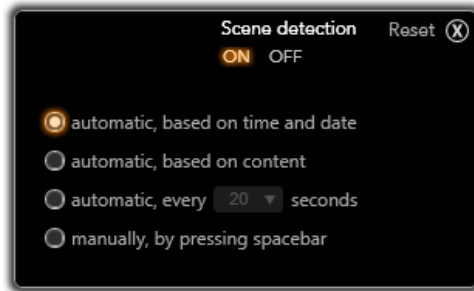 Scene detection Reset X
ON OFF
automatic, based on time and date
automatic, based on content
automatic, every 20 seconds
manually, by pressing spacebar